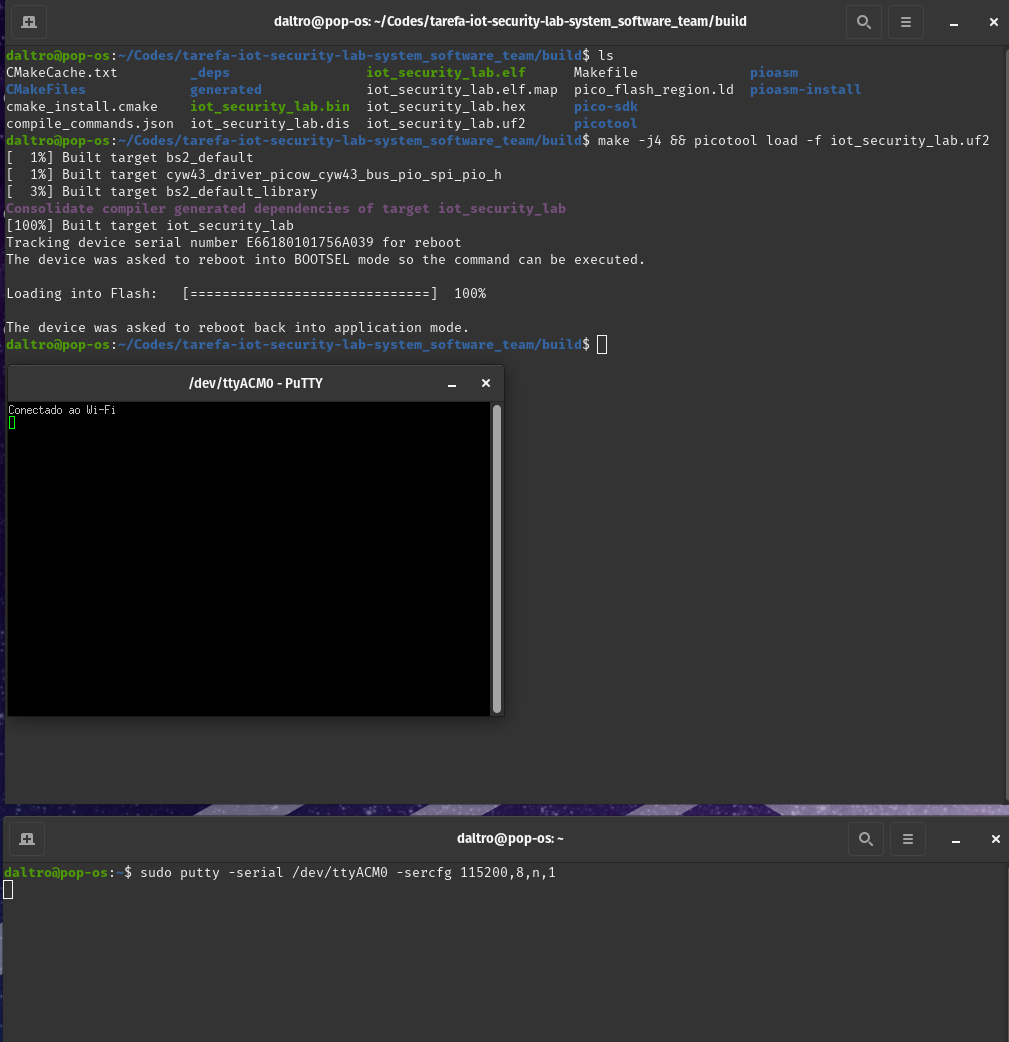 daltro@pop-os: ~/Codes/tarefa-iot-security-lab-system_software_team/build
daltro@pop-os:~/Codes/tarefa-iot-security-lab-system_software_team/build$ ls
CMakeCache.txt _deps iot_security_lab.elf Makefile pioasm
CMakeFiles generated iot_security_lab.elf.map pico_flash_region.ld pioasm-install
cmake_install.cmake iot_security_lab.bin iot_security_lab.hex pico-sdk
compile_commands.json iot_security_lab.dis iot_security_lab.uf2 picotool
daltro@pop-os:~/Codes/tarefa-iot-security-lab-system_software_team/build$ make -j4 && picotool load -f iot_security_lab.uf2
[  1%] Built target bs2_default
[  1%] Built target cyw43_driver_picow_cyw43_bus_pio_spi_pio_h
[  3%] Built target bs2_default_library
Consolidate compiler generated dependencies of target iot_security_lab
[100%] Built target iot_security_lab
Tracking device serial number E66180101756A039 for reboot
The device was asked to reboot into BOOTSEL mode so the command can be executed.
Loading into Flash:   [==============================]  100%
The device was asked to reboot back into application mode.
daltro@pop-os:~/Codes/tarefa-iot-security-lab-system_software_team/build$
/dev/ttyACM0 - PuTTY
Conectado ao Wi-Fi
daltro@pop-os: ~
daltro@pop-os:~$ sudo putty -serial /dev/ttyACM0 -sercfg 115200,8,n,1